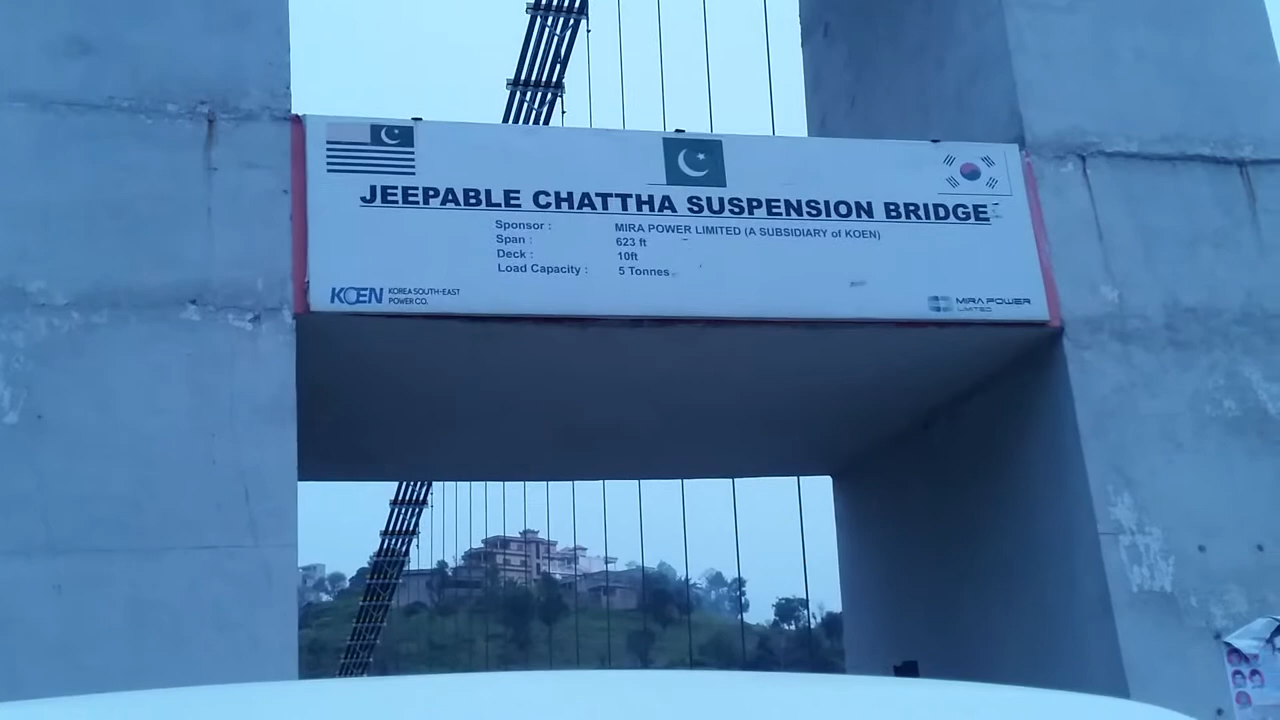 JEEPABLE CHATTHA SUSPENSION BRIDGE
Sponsor : MIRA POWER LIMITED (A SUBSIDIARY of KOEN)
Span : 623 ft
Deck : 10ft
Load Capacity : 5 Tonnes
KOEN KOREA SOUTH-EAST
POWER CO.
MIRA POWER
LIMITED